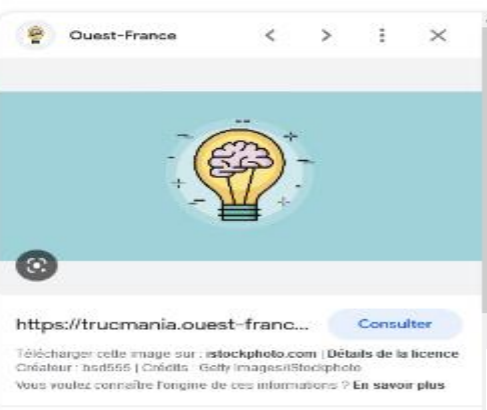 Ouest-France
https://trucmania.ouest-franc...
Consulter
Télécharger cette image sur : istockphoto.com | Détails de la licence
Créateur : bsd555 | Crédits : Getty Images/iStockphoto
Vous voulez connaître l'origine de ces informations ? En savoir plus